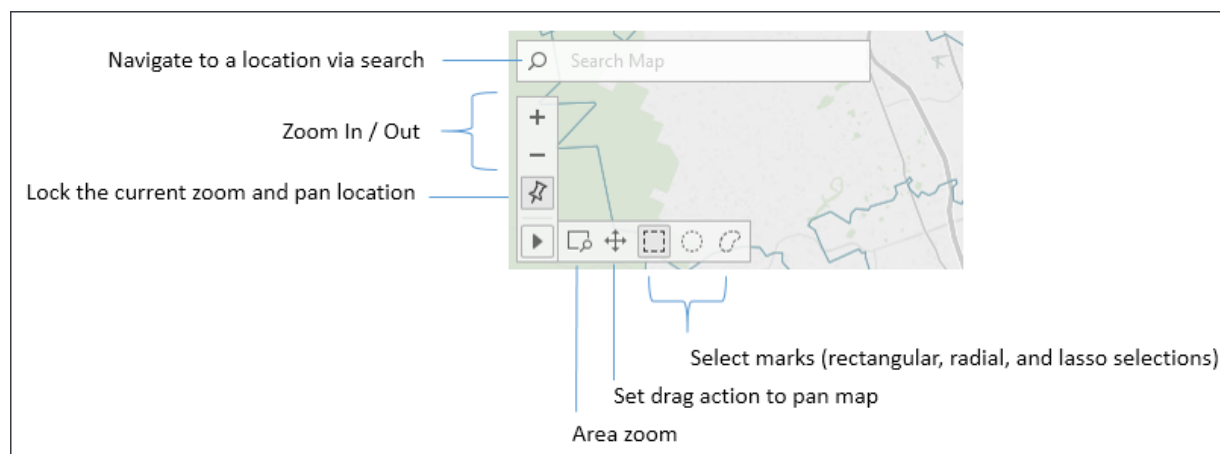 Navigate to a location via search
Search Map
Zoom In / Out
Lock the current zoom and pan location
Select marks (rectangular, radial, and lasso selections)
Set drag action to pan map
Area zoom